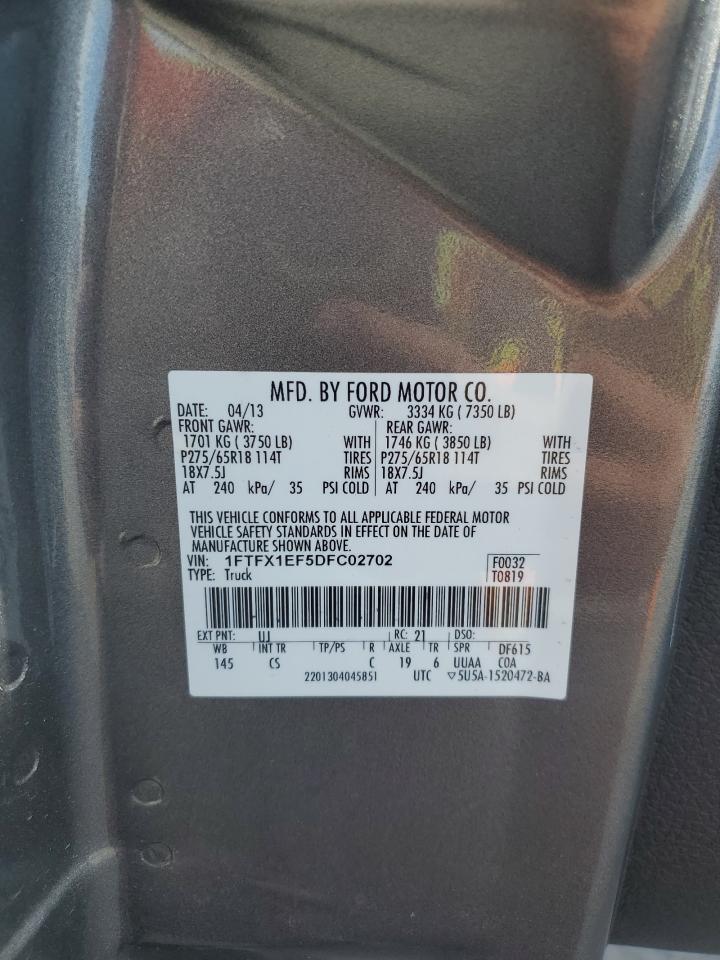 MFD. BY FORD MOTOR CO.
DATE: 04/13 GVWR: 3334 KG ( 7350 LB)
FRONT GAWR: REAR GAWR:
1701 KG ( 3750 LB) WITH 1746 KG ( 3850 LB) WITH
P275/65R18 114T TIRES P275/65R18 114T TIRES
18X7.5J RIMS 18X7.5J RIMS
AT 240 kPa/ 35 PSI COLD AT 240 kPa/ 35 PSI COLD
THIS VEHICLE CONFORMS TO ALL APPLICABLE FEDERAL MOTOR
VEHICLE SAFETY STANDARDS IN EFFECT ON THE DATE OF
MANUFACTURE SHOWN ABOVE.
VIN: 1FTFX1EF5DFC02702 F0032
TYPE: Truck T0819
EXT PNT: UJ RC: 21 DSO:
WB INT TR TP/PS R AXLE TR SPR DF615
145 CS C 19 6 UUAA COA
2201304045851 UTC ▽5U5A-1520472-BA